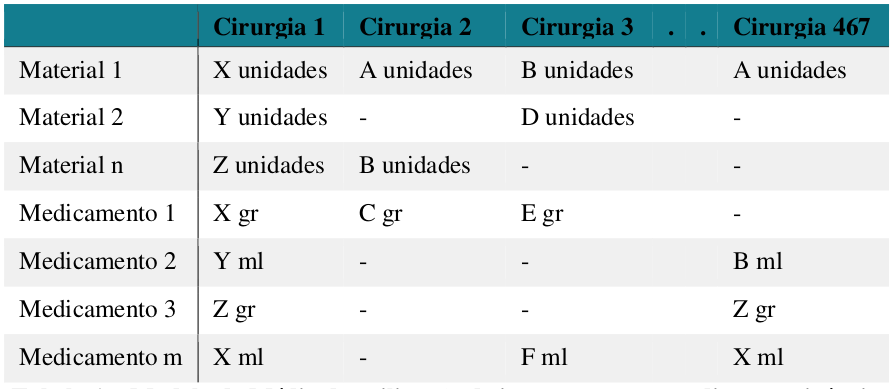 Cirurgia 1 Cirurgia 2 Cirurgia 3 . . Cirurgia 467
Material 1 X unidades A unidades B unidades A unidades
Material 2 Y unidades - D unidades -
Material n Z unidades B unidades - -
Medicamento 1 X gr C gr E gr -
Medicamento 2 Y ml - - B ml
Medicamento 3 Z gr - - Z gr
Medicamento m X ml - F ml X ml